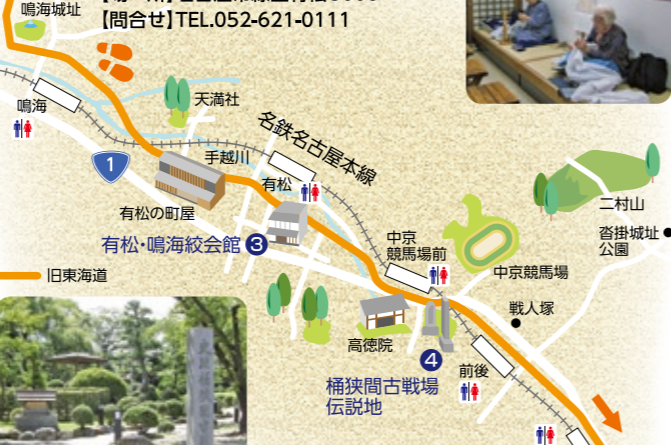 【問合せ】TEL.052-621-0111
鳴海城址
鳴海
天満社
名鉄名古屋本線
手越川
1
有松
有松の町屋
有松・鳴海絞会館 3
旧東海道
中京
競馬場前
中京競馬場
二村山
沓掛城址
公園
戦人塚
高徳院
4
桶狭間古戦場
伝説地
前後